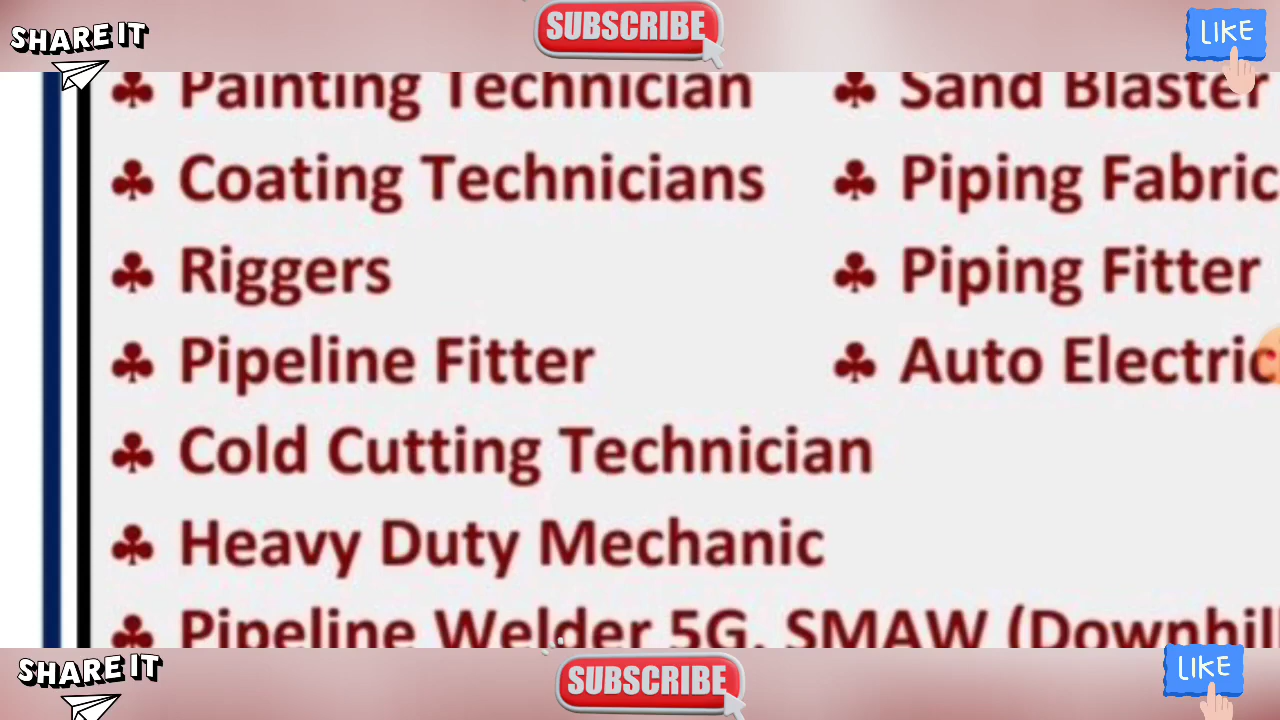 SHARE IT
SUBSCRIBE
LIKE
♣ Painting Technician ♣ Sand Blaster
♣ Coating Technicians ♣ Piping Fabric
♣ Riggers ♣ Piping Fitter
♣ Pipeline Fitter ♣ Auto Electric
♣ Cold Cutting Technician
♣ Heavy Duty Mechanic
♣ Pipeline Welder 5G, SMAW (Downhill
SHARE IT
SUBSCRIBE
LIKE